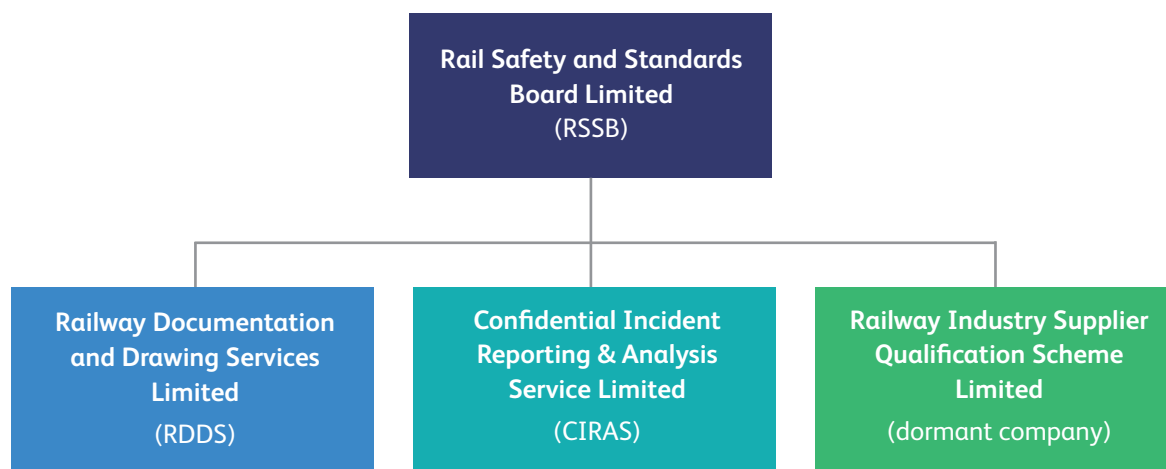 Rail Safety and Standards
Board Limited
(RSSB)
Railway Documentation
and Drawing Services
Limited
(RDDS)
Confidential Incident
Reporting & Analysis
Service Limited
(CIRAS)
Railway Industry Supplier
Qualification Scheme
Limited
(dormant company)